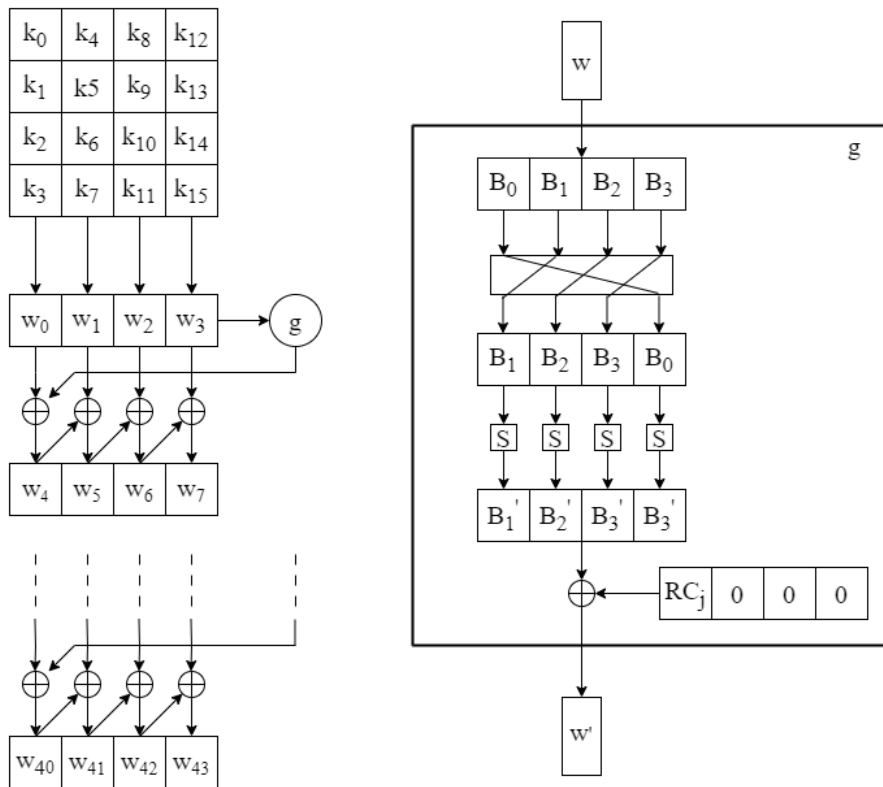 k0 k4 k8 k12
k1 k5 k9 k13
k2 k6 k10 k14
k3 k7 k11 k15
w0 w1 w2 w3 g
w4 w5 w6 w7
w40 w41 w42 w43
w
g
B0 B1 B2 B3
B1 B2 B3 B0
S S S S
B1' B2' B3' B3'
RCj 0 0 0
w'